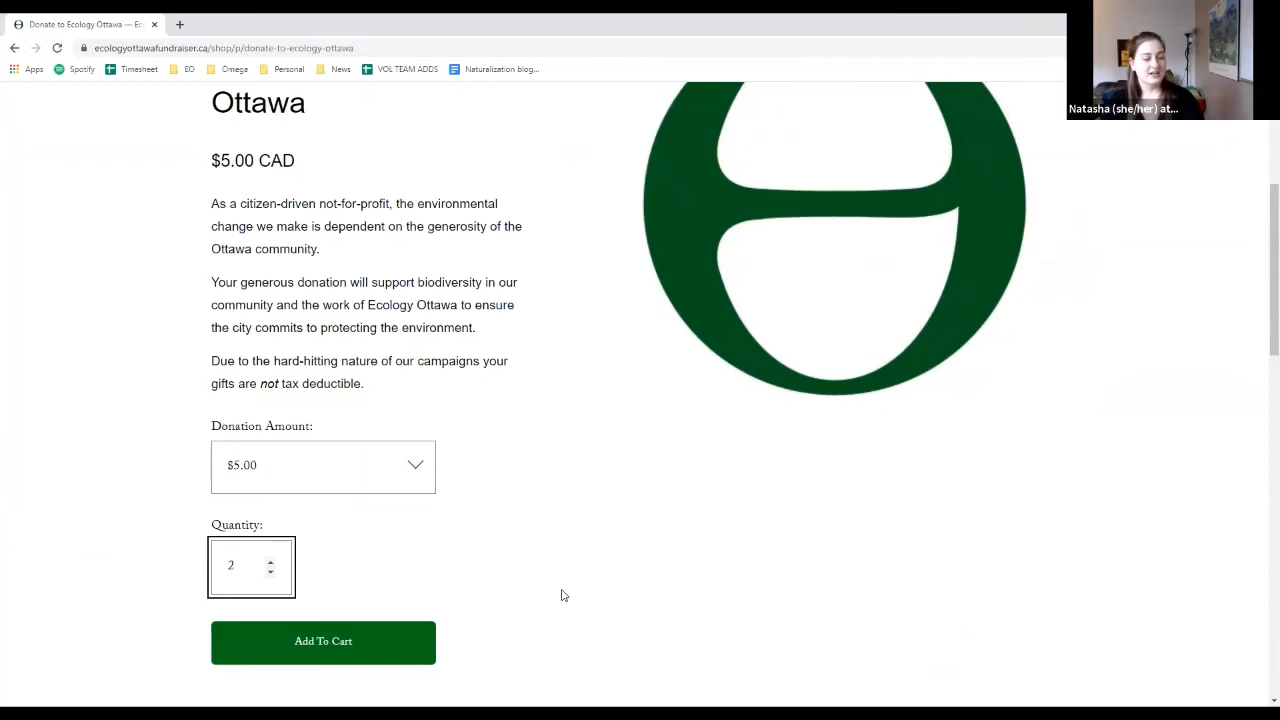 Donate to Ecology Ottawa — Ec
ecologyottawafundraiser.ca/shop/p/donate-to-ecology-ottawa
Apps Spotify Timesheet EO Omega Personal News VOL TEAM ADDS Naturalization blog...
Natasha (she/her) at...
Ottawa
$5.00 CAD
As a citizen-driven not-for-profit, the environmental
change we make is dependent on the generosity of the
Ottawa community.
Your generous donation will support biodiversity in our
community and the work of Ecology Ottawa to ensure
the city commits to protecting the environment.
Due to the hard-hitting nature of our campaigns your
gifts are not tax deductible.
Donation Amount:
$5.00
Quantity:
2
Add To Cart